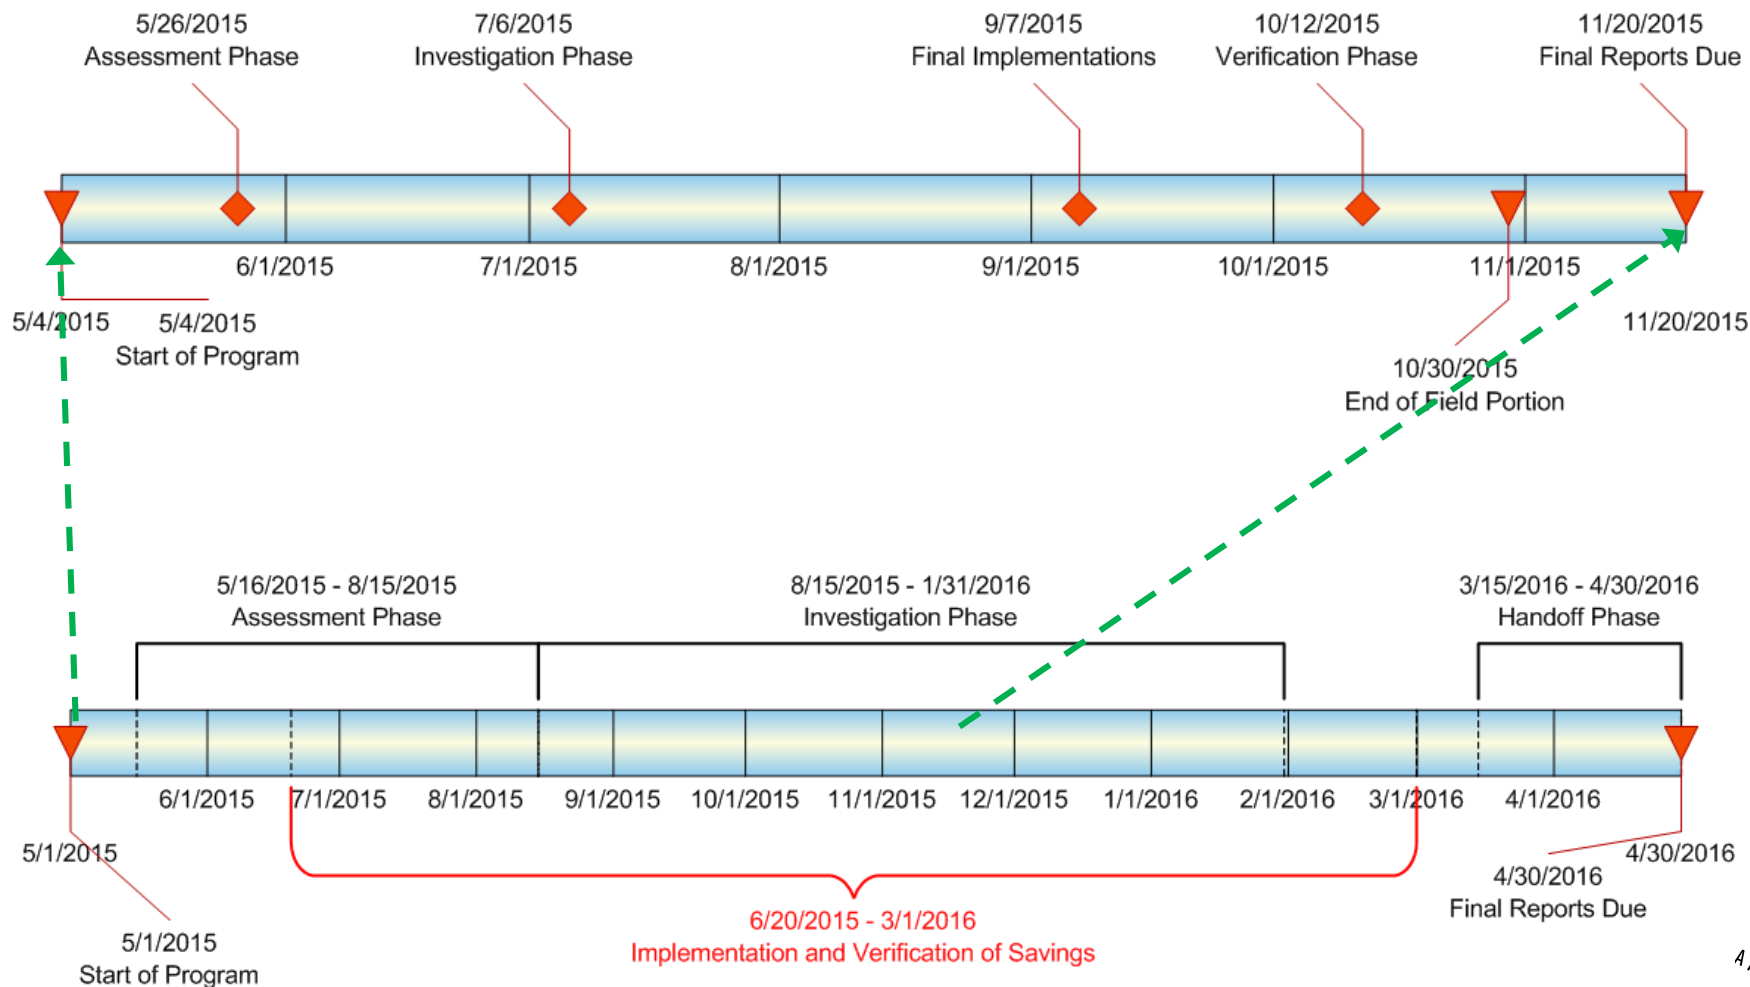 5/26/2015
Assessment Phase
7/6/2015
Investigation Phase
9/7/2015
Final Implementations
10/12/2015
Verification Phase
11/20/2015
Final Reports Due
6/1/2015
7/1/2015
8/1/2015
9/1/2015
10/1/2015
11/1/2015
5/4/2015
5/4/2015
Start of Program
11/20/2015
10/30/2015
End of Field Portion
5/16/2015 - 8/15/2015
Assessment Phase
8/15/2015 - 1/31/2016
Investigation Phase
3/15/2016 - 4/30/2016
Handoff Phase
6/1/2015
7/1/2015
8/1/2015
9/1/2015
10/1/2015
11/1/2015
12/1/2015
1/1/2016
2/1/2016
3/1/2016
4/1/2016
5/1/2015
4/30/2016
4/30/2016
Final Reports Due
6/20/2015 - 3/1/2016
Implementation and Verification of Savings
5/1/2015
Start of Program